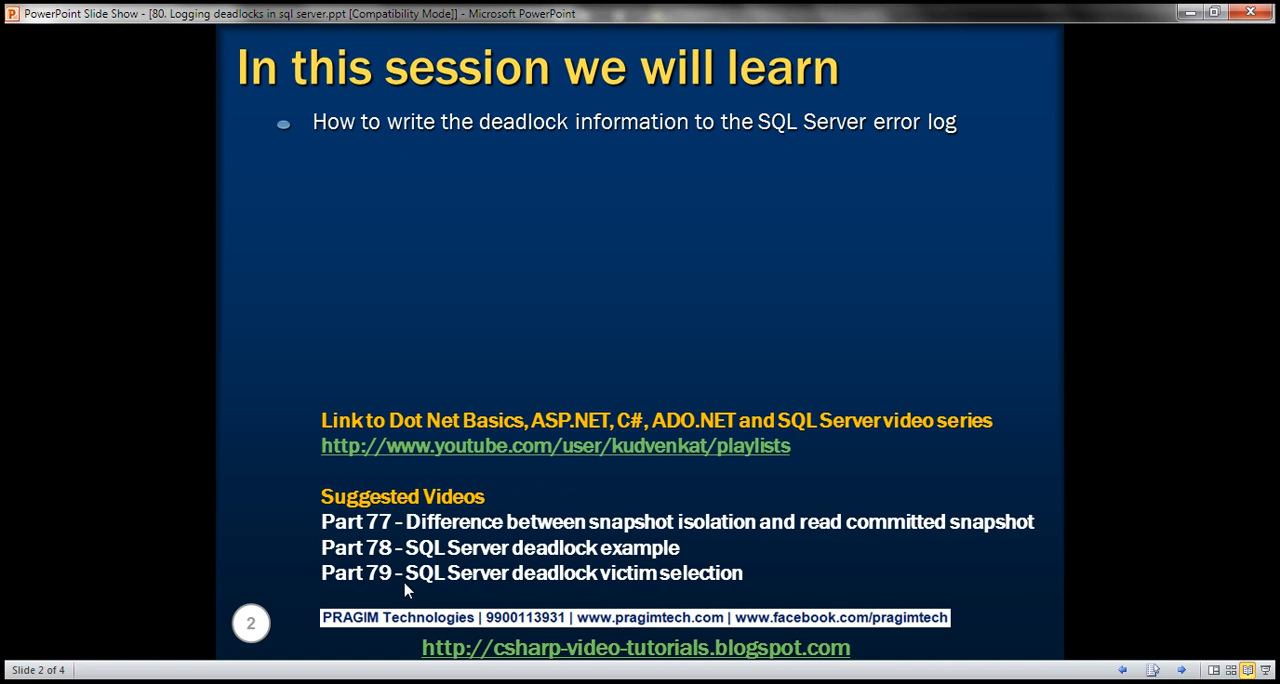 PowerPoint Slide Show - [80. Logging deadlocks in sql server.ppt [Compatibility Mode]] - Microsoft PowerPoint
In this session we will learn
How to write the deadlock information to the SQL Server error log
Link to Dot Net Basics, ASP.NET, C#, ADO.NET and SQL Server video series
http://www.youtube.com/user/kudvenkat/playlists
Suggested Videos
Part 77 - Difference between snapshot isolation and read committed snapshot
Part 78 - SQL Server deadlock example
Part 79 - SQL Server deadlock victim selection
PRAGIM Technologies | 9900113931 | www.pragimtech.com | www.facebook.com/pragimtech
2
http://csharp-video-tutorials.blogspot.com
Slide 2 of 4